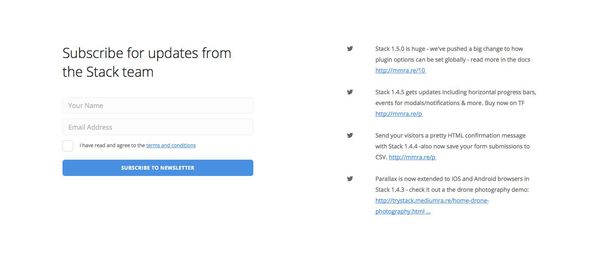 Subscribe for updates from
the Stack team
Your Name
Email Address
I have read and agree to the terms and conditions
SUBSCRIBE TO NEWSLETTER
Stack 1.5.0 is huge - we've pushed a big change to how
plugin options can be set globally - read more in the docs
http://mmra.re/10
Stack 1.4.5 gets updates including horizontal progress bars,
events for modals/notifications & more. Buy now on TF
http://mmra.re/p
Send your visitors a pretty HTML confirmation message
with Stack 1.4.4 -also now save your form submissions to
CSV. http://mmra.re/p
Parallax is now extended to iOS and Android browsers in
Stack 1.4.3 - check it out a the drone photography demo:
http://trystack.mediumra.re/home-drone-
photography.html ...